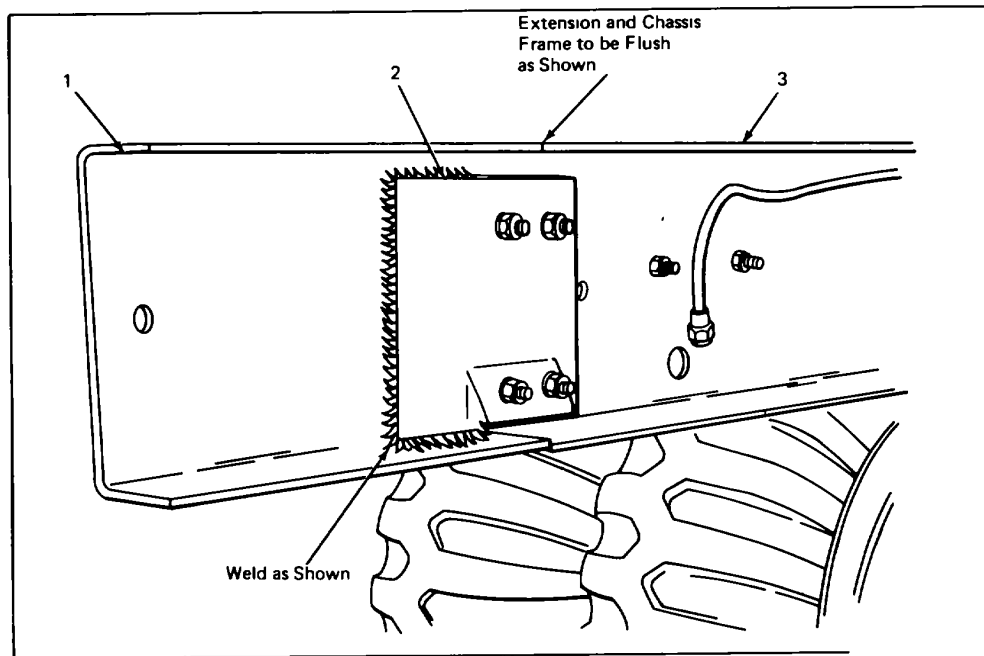 Extension and Chassis
Frame to be Flush
as Shown
1
2
3
Weld as Shown